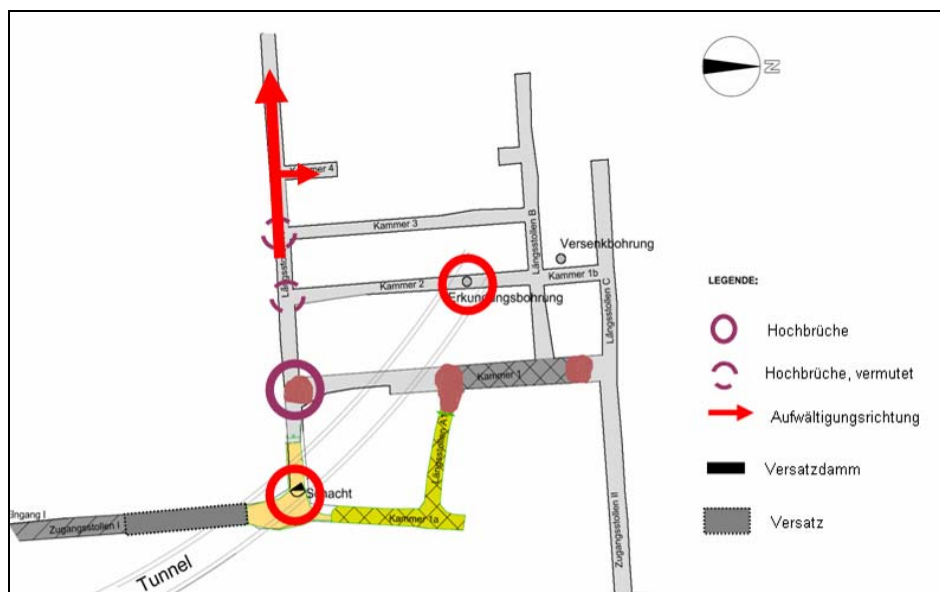 N
Kammer 4
Kammer 3
Längsstollen B
Versenkbohrung
Kammer 1b
Kammer 2
Erkundungsbohrung
Längsstollen C
Kammer 1
Längsstollen A
Schacht
Kammer 1a
Zugangsstollen I
Tunnel
Zugangsstollen II
LEGENDE:
Hochbrüche
Hochbrüche, vermutet
Aufwältigungsrichtung
Versatzdamm
Versatz